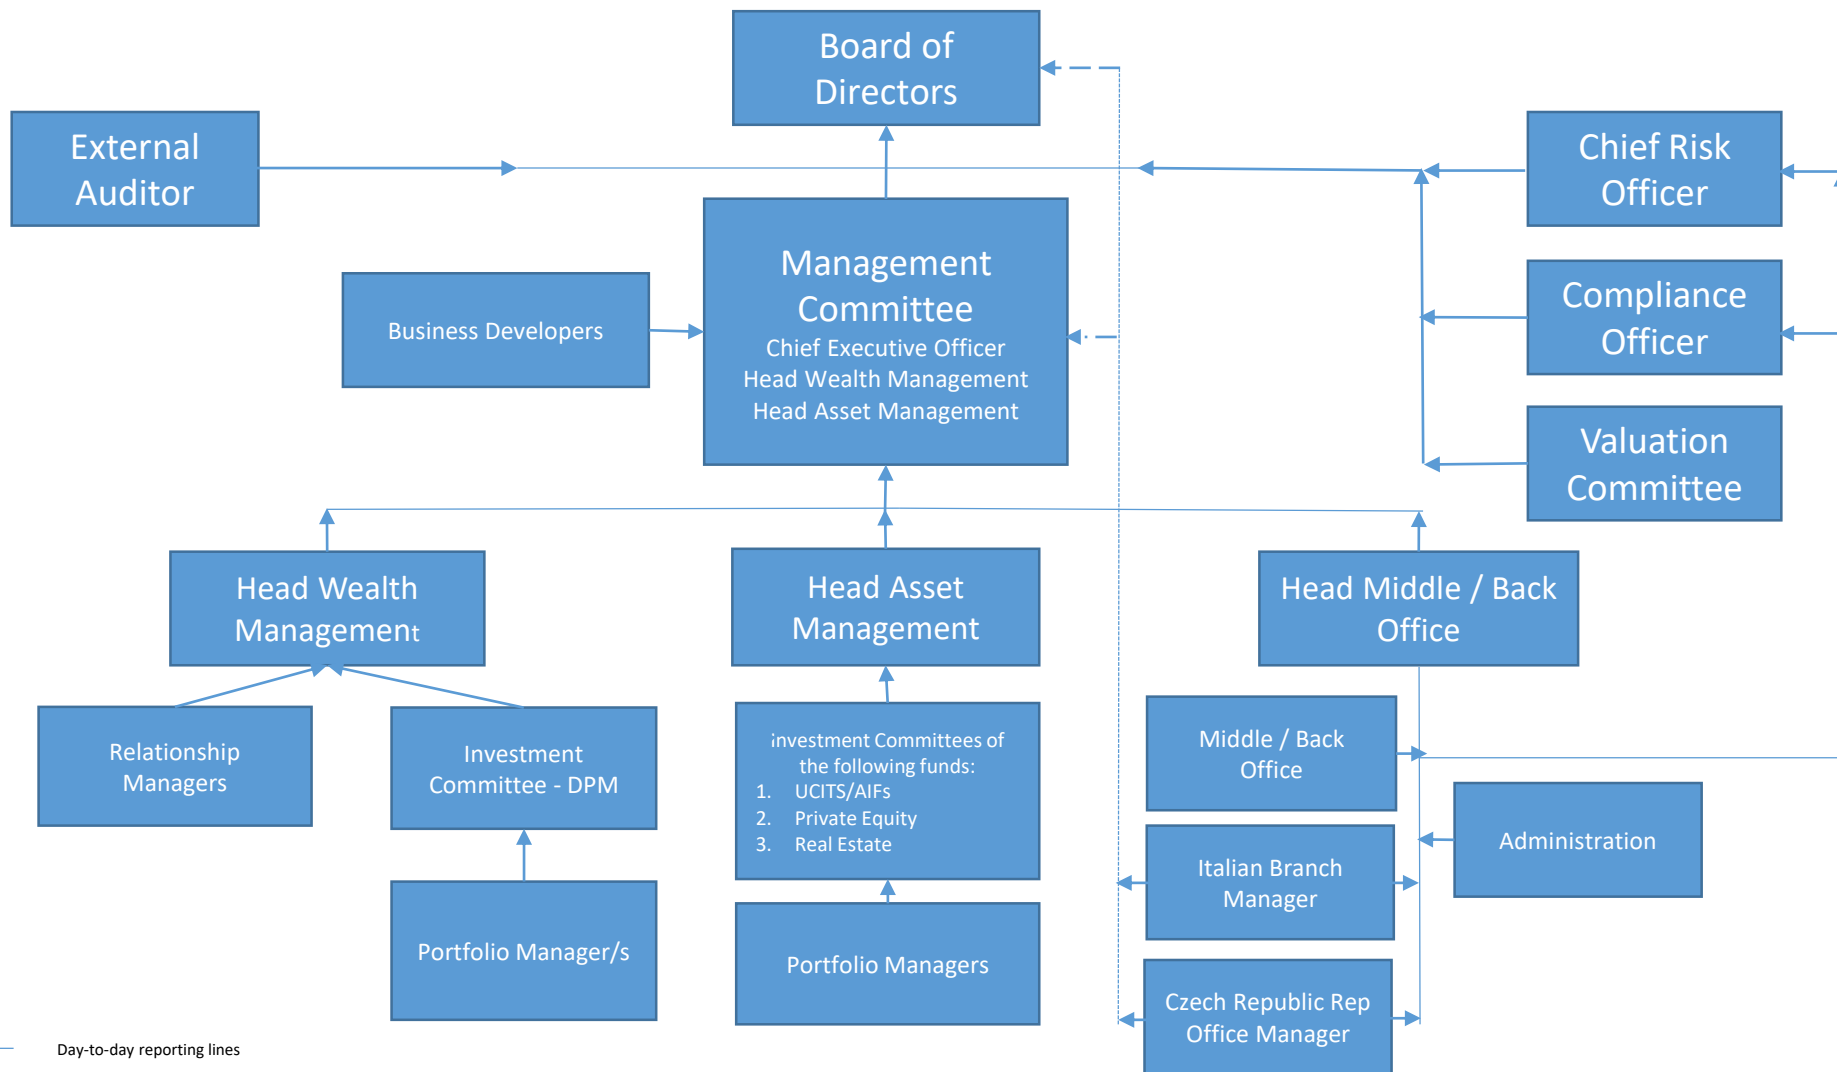 Board of
Directors
External
Auditor
Chief Risk
Officer
Management
Committee
Chief Executive Officer
Head Wealth Management
Head Asset Management
Business Developers
Compliance
Officer
Valuation
Committee
Head Wealth
Management
Head Asset
Management
Head Middle / Back
Office
Relationship
Managers
Investment
Committee - DPM
investment Committees of
the following funds:
1. UCITS/AIFs
2. Private Equity
3. Real Estate
Middle / Back
Office
Administration
Italian Branch
Manager
Portfolio Manager/s
Portfolio Managers
Czech Republic Rep
Office Manager
Day-to-day reporting lines